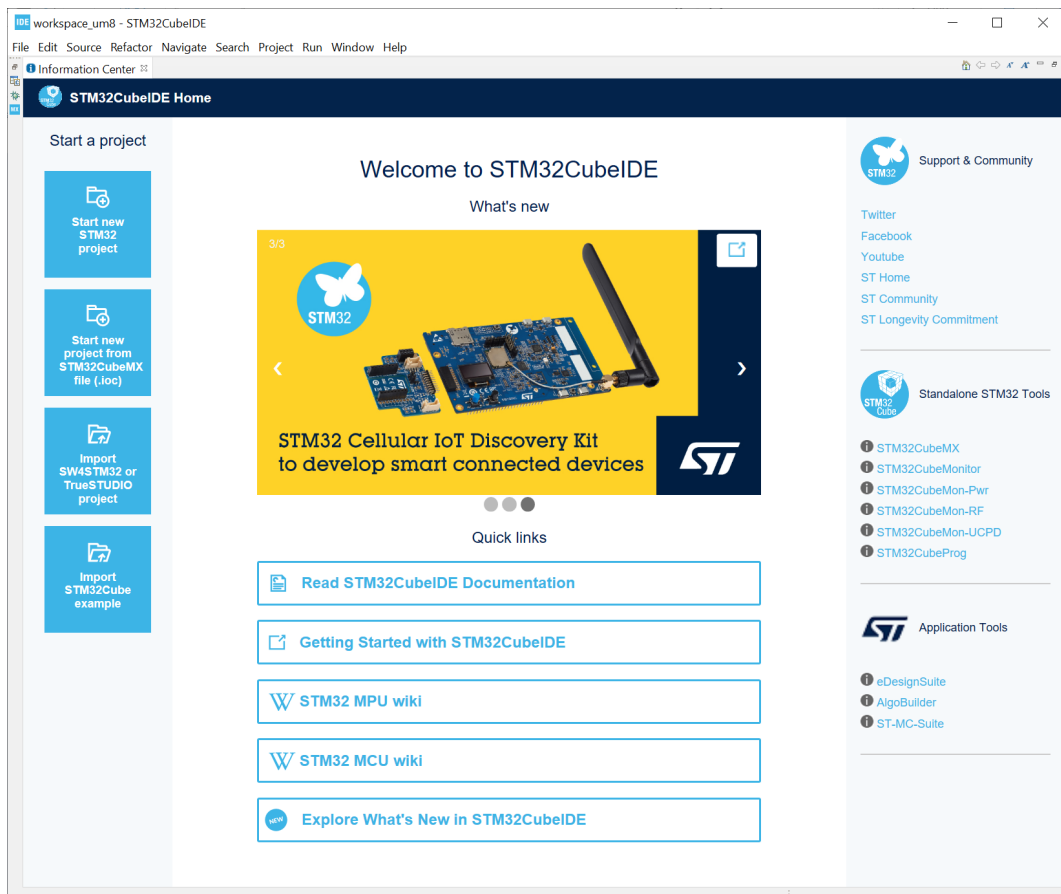 IDE workspace_um8 - STM32CubeIDE
File Edit Source Refactor Navigate Search Project Run Window Help
Information Center
MX
STM32CubeIDE Home
Start a project
Start new
STM32
project
Start new
project from
STM32CubeMX
file (.ioc)
Import
SW4STM32 or
TrueSTUDIO
project
Import
STM32Cube
example
Welcome to STM32CubeIDE
What's new
3/3
STM32
STM32 Cellular IoT Discovery Kit
to develop smart connected devices
ST
Quick links
Read STM32CubeIDE Documentation
Getting Started with STM32CubeIDE
W STM32 MPU wiki
W STM32 MCU wiki
NEW Explore What's New in STM32CubeIDE
STM32
Support & Community
Twitter
Facebook
Youtube
ST Home
ST Community
ST Longevity Commitment
STM32
Cube
Standalone STM32 Tools
STM32CubeMX
STM32CubeMonitor
STM32CubeMon-Pwr
STM32CubeMon-RF
STM32CubeMon-UCPD
STM32CubeProg
ST
Application Tools
eDesignSuite
AlgoBuilder
ST-MC-Suite